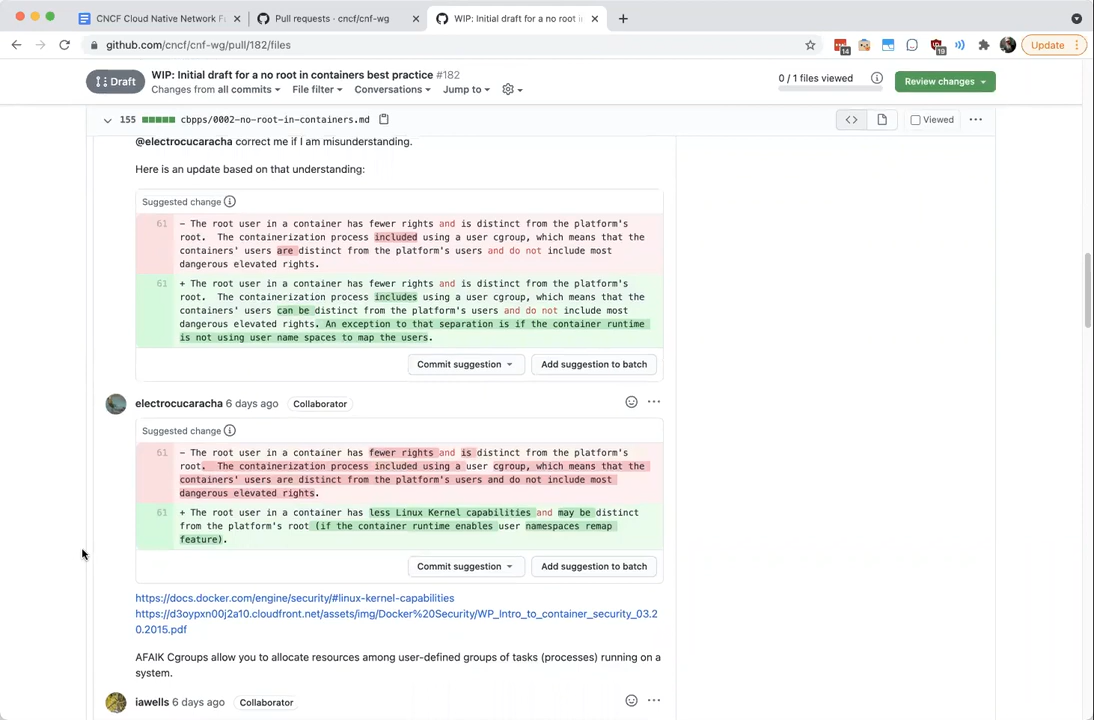 CNCF Cloud Native Network F
Pull requests · cncf/cnf-wg
WIP: Initial draft for a no root i
github.com/cncf/cnf-wg/pull/182/files
14
19
Update
Draft
WIP: Initial draft for a no root in containers best practice #182
Changes from all commits
File filter
Conversations
Jump to
0 / 1 files viewed
Review changes
155
cbpps/0002-no-root-in-containers.md
Viewed
@electrocucaracha correct me if I am misunderstanding.
Here is an update based on that understanding:
Suggested change
61 - The root user in a container has fewer rights and is distinct from the platform's
root. The containerization process included using a user cgroup, which means that the
containers' users are distinct from the platform's users and do not include most
dangerous elevated rights.
61 + The root user in a container has fewer rights and is distinct from the platform's
root. The containerization process includes using a user cgroup, which means that the
containers' users can be distinct from the platform's users and do not include most
dangerous elevated rights. An exception to that separation is if the container runtime
is not using user name spaces to map the users.
Commit suggestion
Add suggestion to batch
electrocucaracha 6 days ago Collaborator
Suggested change
61 - The root user in a container has fewer rights and is distinct from the platform's
root. The containerization process included using a user cgroup, which means that the
containers' users are distinct from the platform's users and do not include most
dangerous elevated rights.
61 + The root user in a container has less Linux Kernel capabilities and may be distinct
from the platform's root (if the container runtime enables user namespaces remap
feature).
Commit suggestion
Add suggestion to batch
https://docs.docker.com/engine/security/#linux-kernel-capabilities
https://d3oypxn00j2a10.cloudfront.net/assets/img/Docker%20Security/WP_Intro_to_container_security_03.2
0.2015.pdf
AFAIK Cgroups allow you to allocate resources among user-defined groups of tasks (processes) running on a
system.
iawells 6 days ago Collaborator